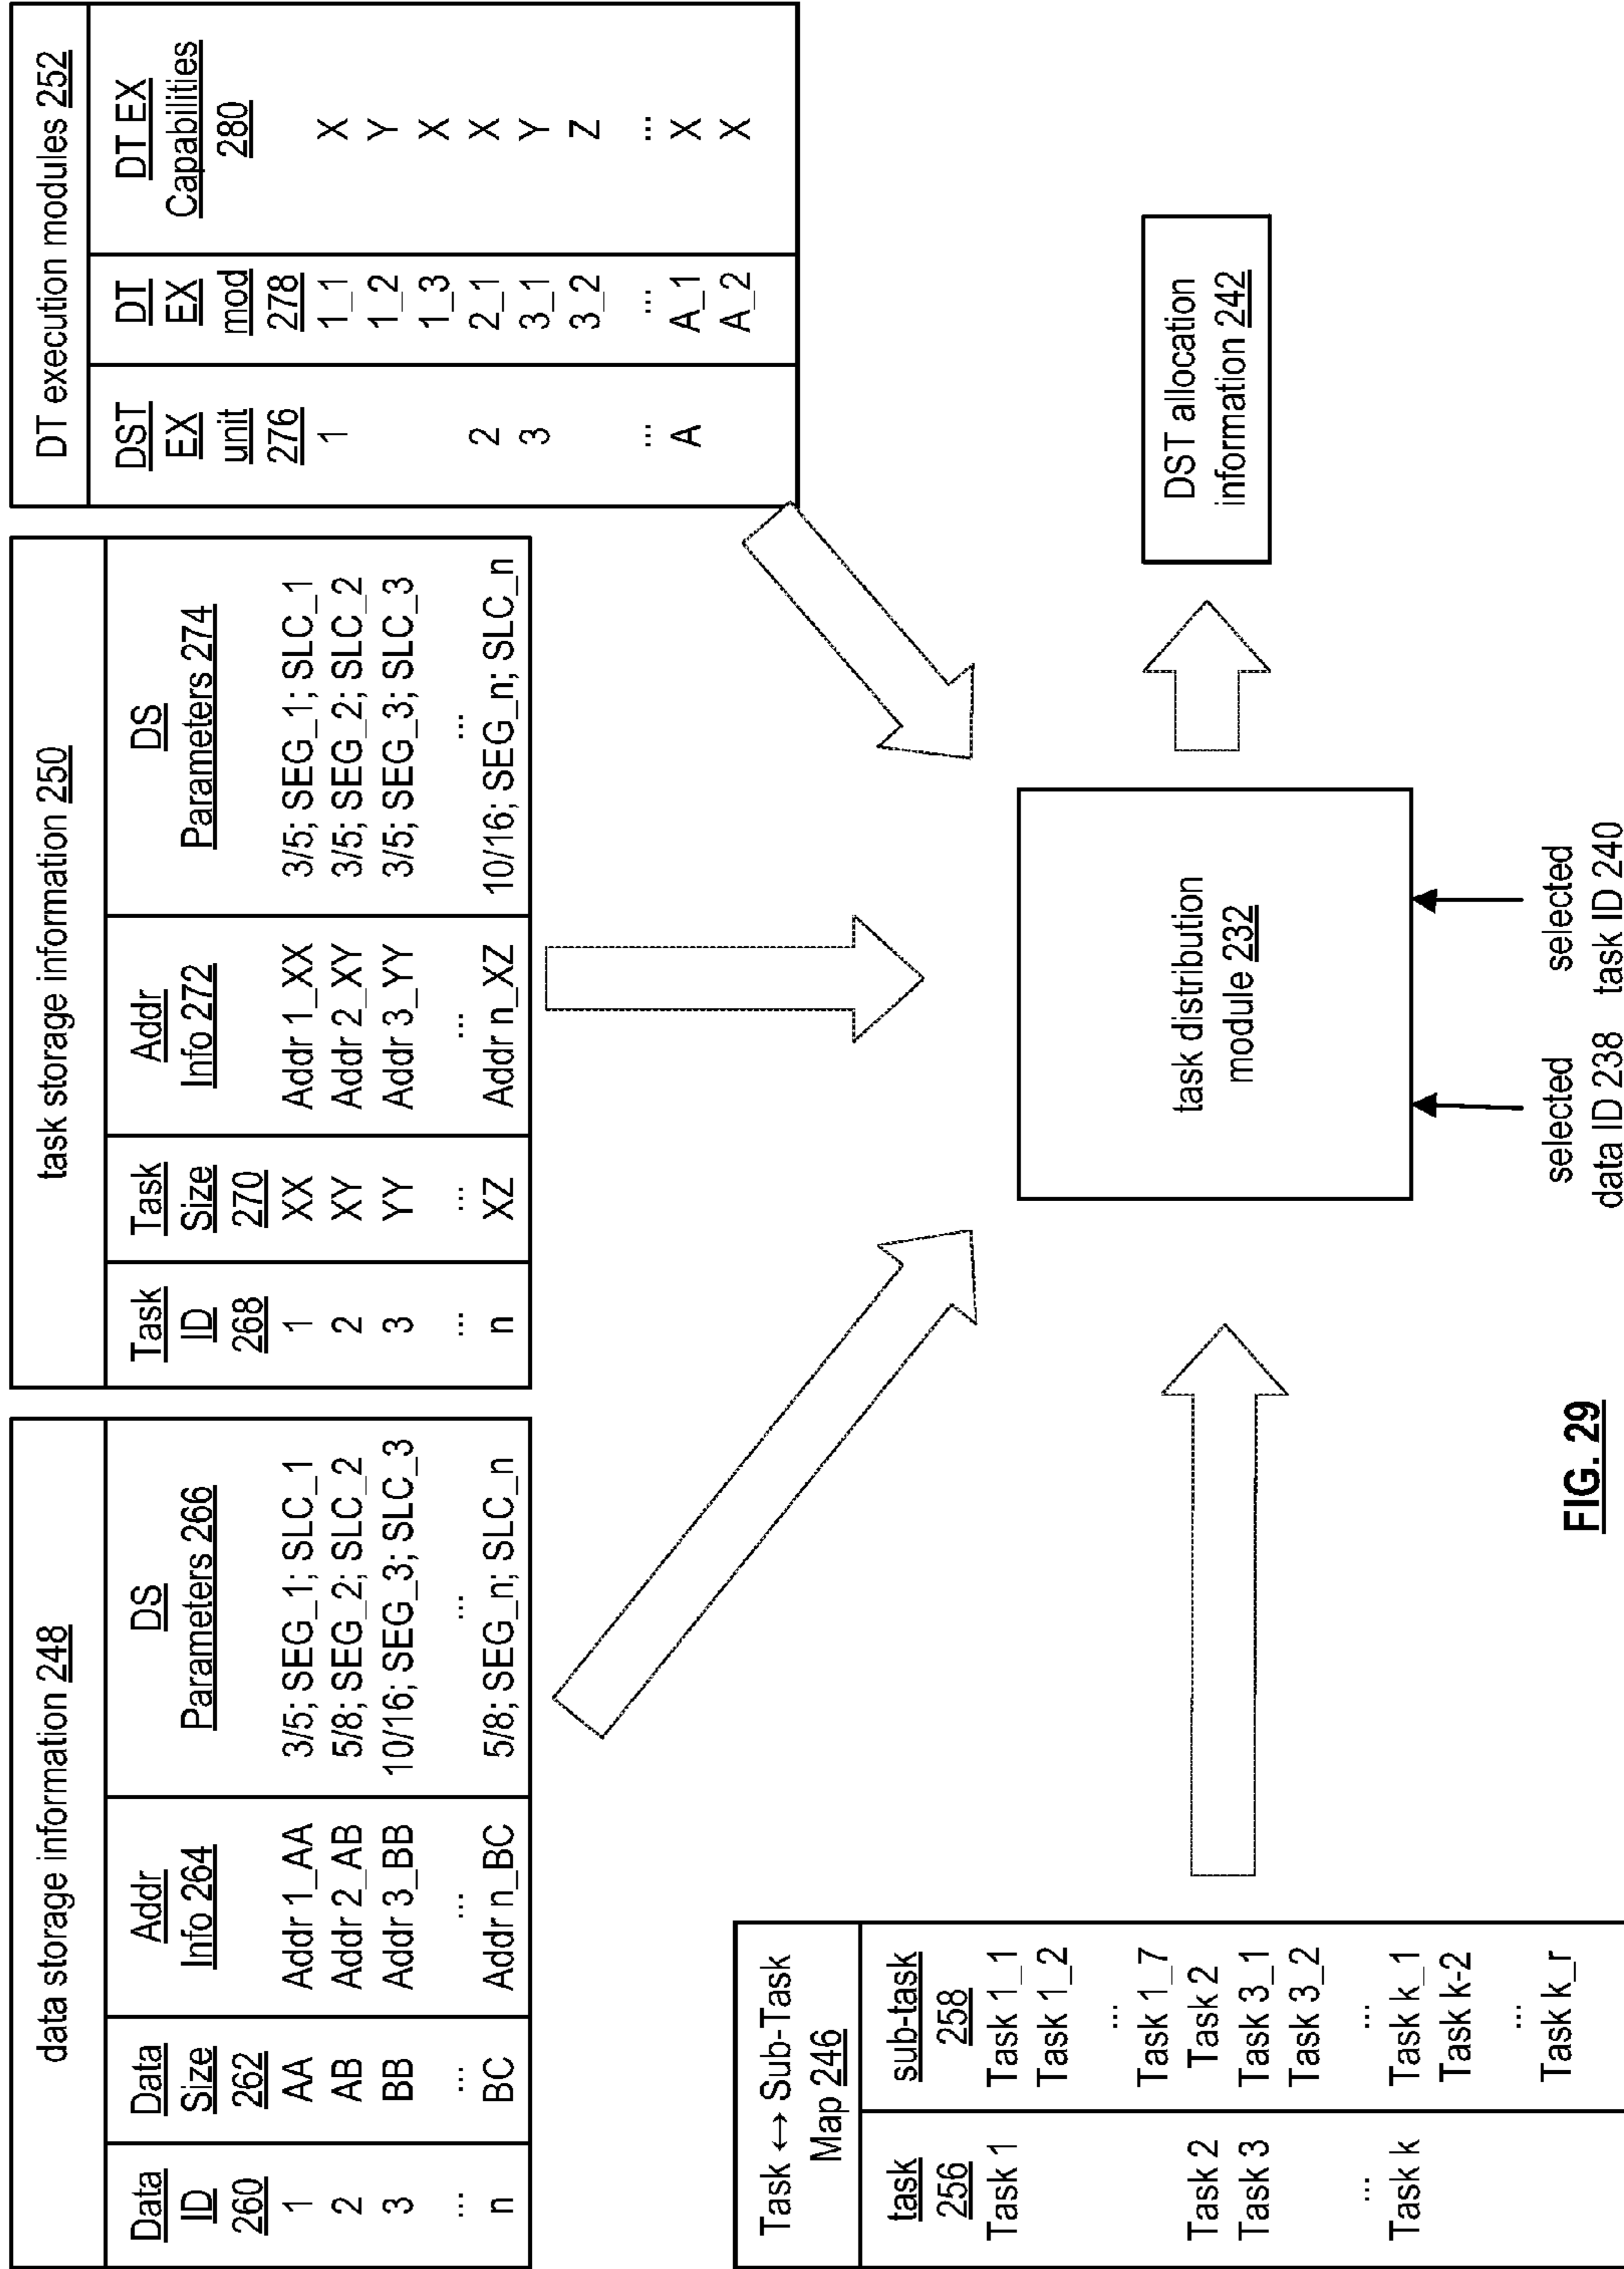 data storage information 248
Data ID 260 | Data Size 262 | Addr Info 264 | DS Parameters 266
1 | AA | Addr 1_AA | 3/5; SEG_1; SLC_1
2 | AB | Addr 2_AB | 5/8; SEG_2; SLC_2
3 | BB | Addr 3_BB | 10/16; SEG_3; SLC_3
... | ... | ... | ...
n | BC | Addr n_BC | 5/8; SEG_n; SLC_n
task storage information 250
Task ID 268 | Task Size 270 | Addr Info 272 | DS Parameters 274
1 | XX | Addr 1_XX | 3/5; SEG_1; SLC_1
2 | XY | Addr 2_XY | 3/5; SEG_2; SLC_2
3 | YY | Addr 3_YY | 3/5; SEG_3; SLC_3
... | ... | ... | ...
n | XZ | Addr n_XZ | 10/16; SEG_n; SLC_n
DT execution modules 252
DST EX unit 276 | DT EX mod 278 | DT EX Capabilities 280
1 | 1_1 | X
1_2 | Y
1_3 | X
2 | 2_1 | X
3 | 3_1 | Y
3_2 | Z
... | ... | ...
A | A_1 | X
A_2 | X
Task ↔ Sub-Task
Map 246
task 256 | sub-task 258
Task 1 | Task 1_1
Task 1_2
...
Task 1_7
Task 2 | Task 2
Task 3 | Task 3_1
Task 3_2
... | ...
Task k | Task k_1
Task k-2
...
Task k_r
task distribution
module 232
DST allocation
information 242
selected
data ID 238
selected
task ID 240
FIG. 29